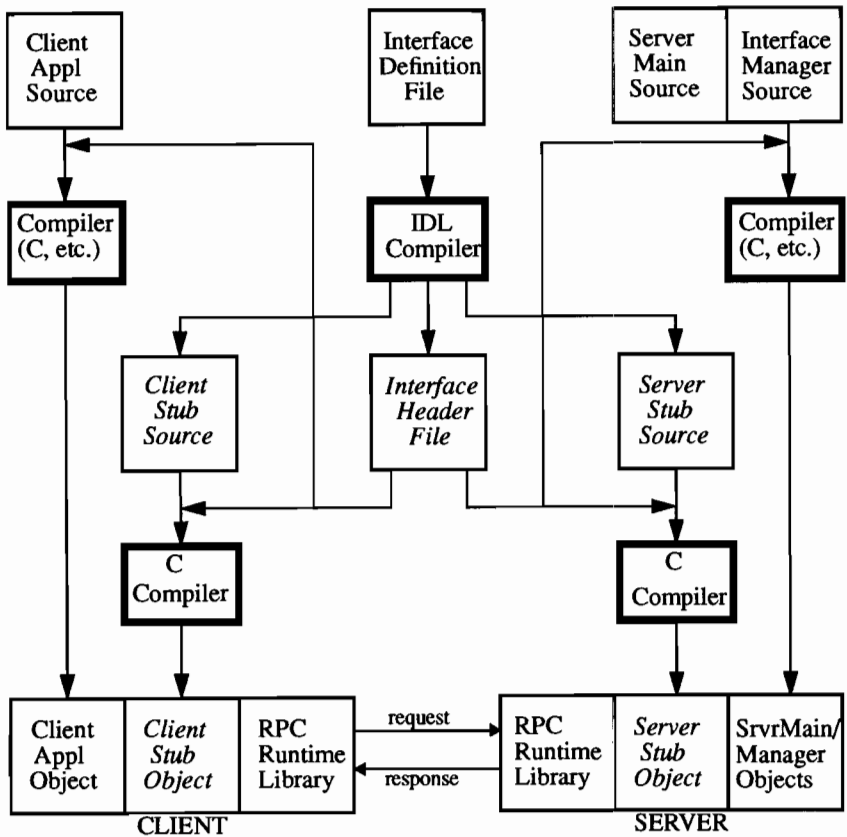 Client
Appl
Source
Interface
Definition
File
Server
Main
Source
Interface
Manager
Source
Compiler
(C, etc.)
IDL
Compiler
Compiler
(C, etc.)
Client
Stub
Source
Interface
Header
File
Server
Stub
Source
C
Compiler
C
Compiler
Client
Appl
Object
Client
Stub
Object
RPC
Runtime
Library
request
response
RPC
Runtime
Library
Server
Stub
Object
SrvrMain/
Manager
Objects
CLIENT
SERVER